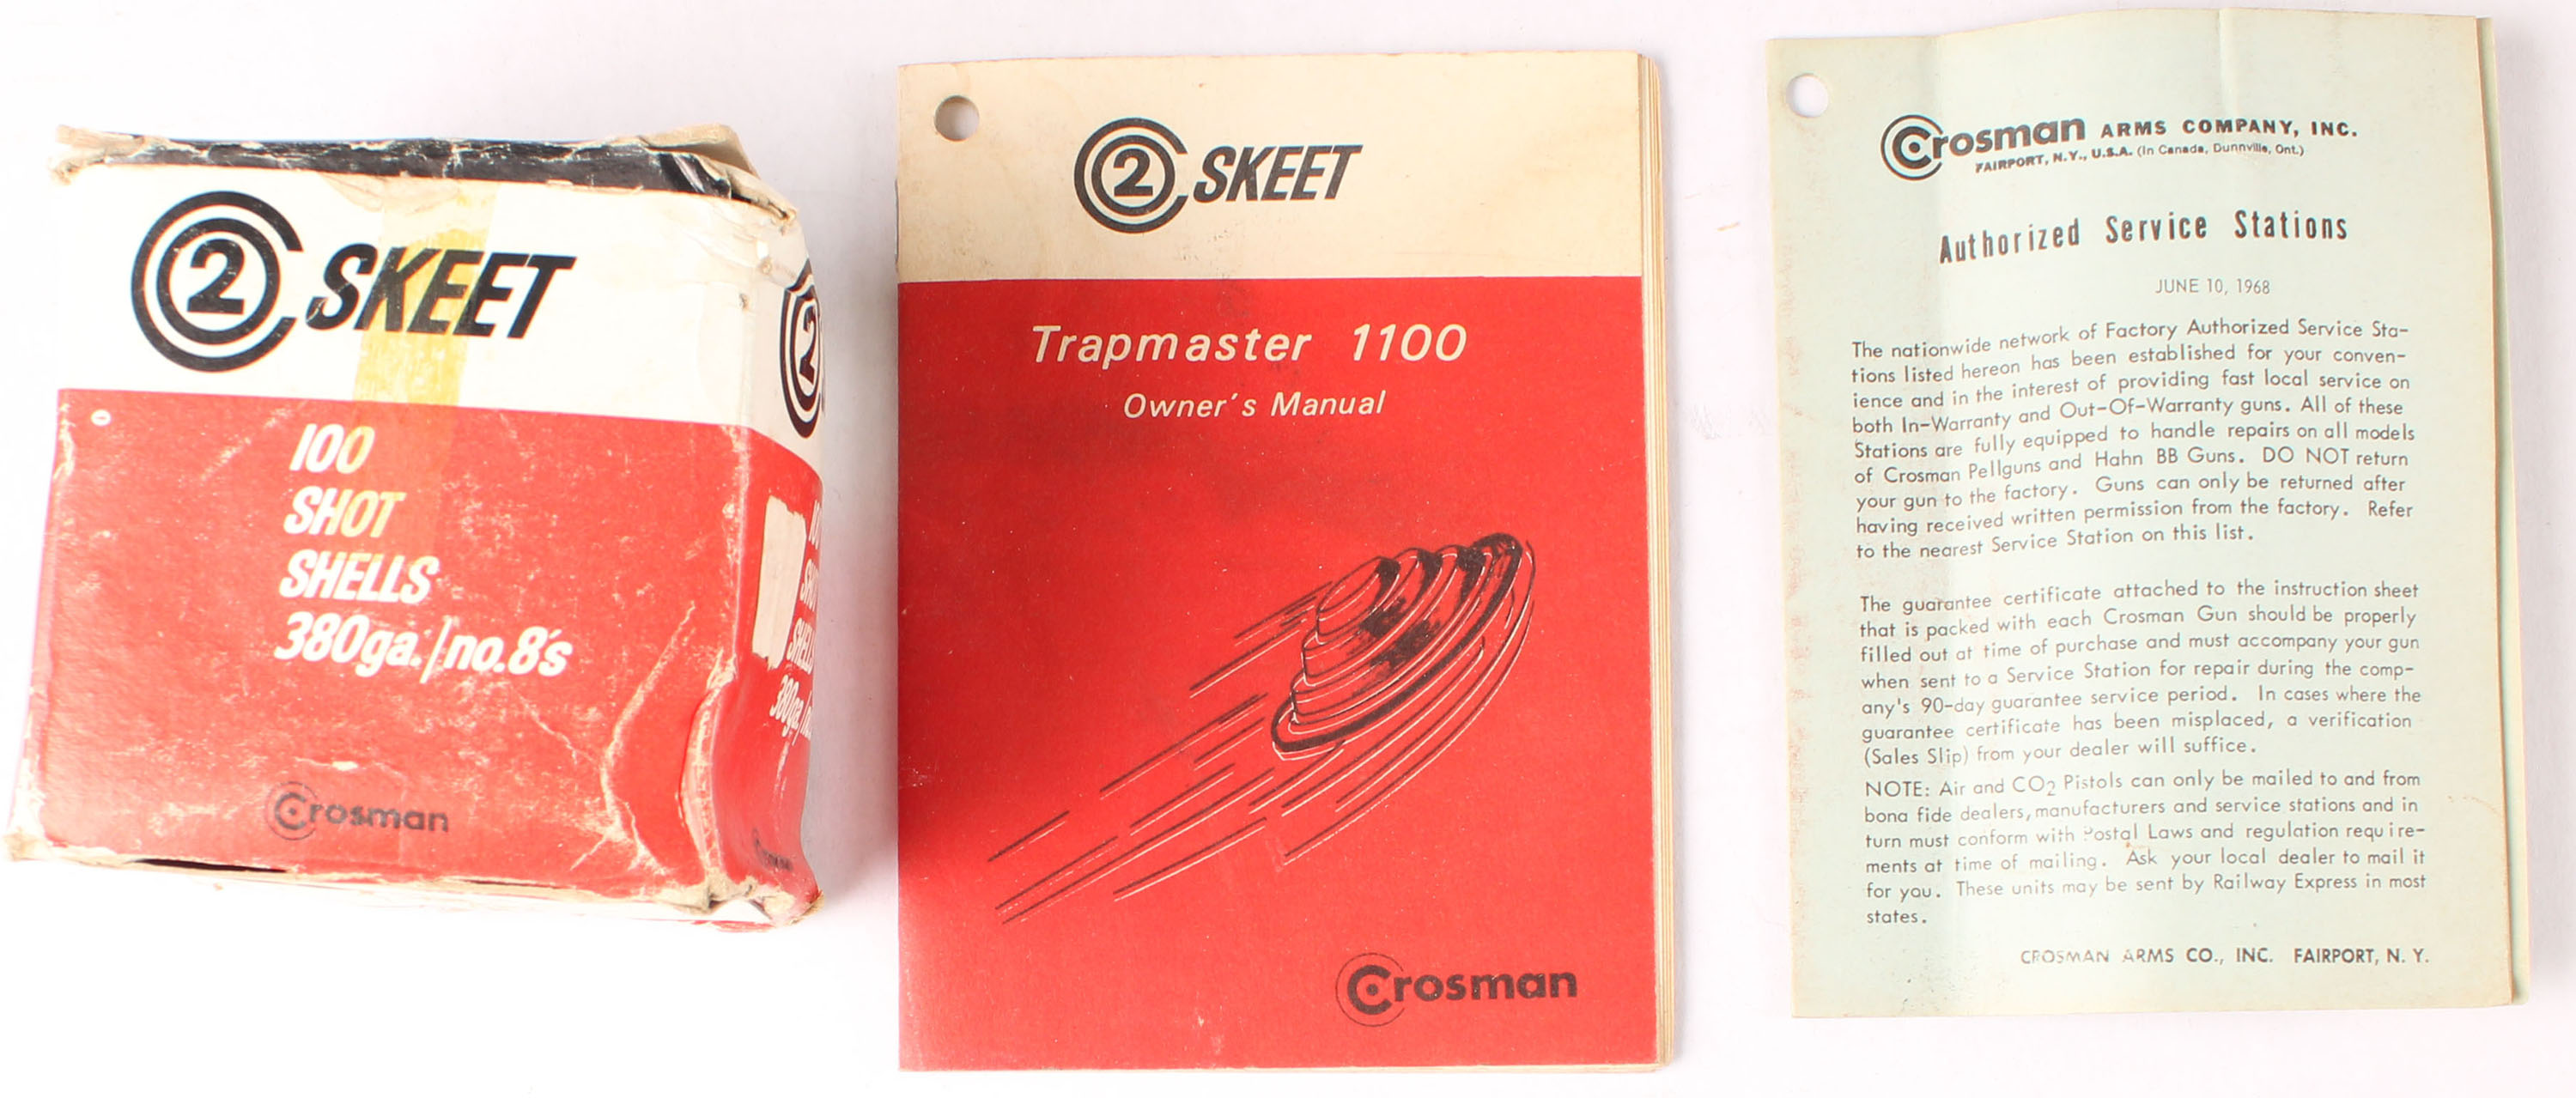 2 SKEET
100
SHOT
SHELLS
380ga./no.8's
Crosman
2 SKEET
Trapmaster 1100
Owner's Manual
Crosman
Crosman ARMS COMPANY, INC.
FAIRPORT, N.Y., U.S.A. (In Canada, Dunnville, Ont.)
Authorized Service Stations
JUNE 10, 1968
The nationwide network of Factory Authorized Service Sta-
tions listed hereon has been established for your conven-
ience and in the interest of providing fast local service on
both In-Warranty and Out-Of-Warranty guns. All of these
Stations are fully equipped to handle repairs on all models
of Crosman Pellguns and Hahn BB Guns. DO NOT return
your gun to the factory. Guns can only be returned after
having received written permission from the factory. Refer
to the nearest Service Station on this list.
The guarantee certificate attached to the instruction sheet
that is packed with each Crosman Gun should be properly
filled out at time of purchase and must accompany your gun
when sent to a Service Station for repair during the comp-
any's 90-day guarantee service period. In cases where the
guarantee certificate has been misplaced, a verification
(Sales Slip) from your dealer will suffice.
NOTE: Air and CO2 Pistols can only be mailed to and from
bona fide dealers, manufacturers and service stations and in
turn must conform with Postal Laws and regulation require-
ments at time of mailing. Ask your local dealer to mail it
for you. These units may be sent by Railway Express in most
states.
CROSMAN ARMS CO., INC. FAIRPORT, N. Y.